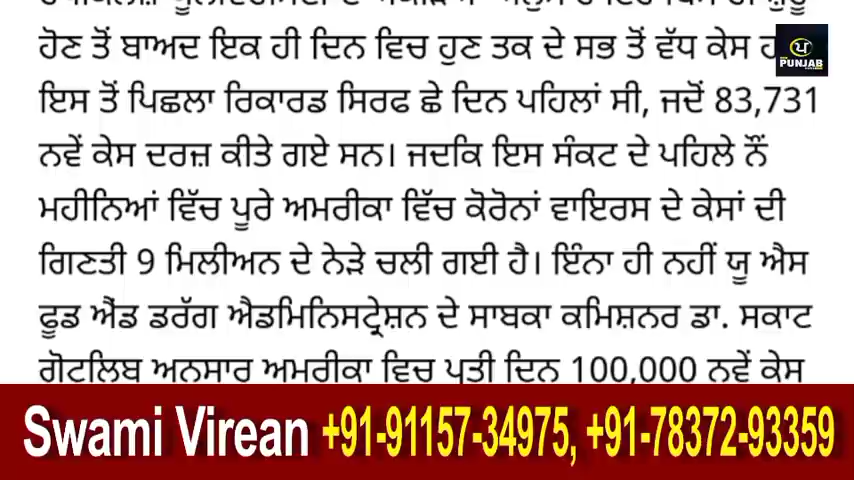 ਹੋਣ ਤੋਂ ਬਾਅਦ ਇਕ ਹੀ ਦਿਨ ਵਿਚ ਹੁਣ ਤਕ ਦੇ ਸਭ ਤੋਂ ਵੱਧ ਕੇਸ
PUNJAB
ਇਸ ਤੋਂ ਪਿਛਲਾ ਰਿਕਾਰਡ ਸਿਰਫ ਛੇ ਦਿਨ ਪਹਿਲਾਂ ਸੀ, ਜਦੋਂ 83,731
ਨਵੇਂ ਕੇਸ ਦਰਜ਼ ਕੀਤੇ ਗਏ ਸਨ। ਜਦਕਿ ਇਸ ਸੰਕਟ ਦੇ ਪਹਿਲੇ ਨੌਂ
ਮਹੀਨਿਆਂ ਵਿੱਚ ਪੂਰੇ ਅਮਰੀਕਾ ਵਿੱਚ ਕੋਰੋਨਾਂ ਵਾਇਰਸ ਦੇ ਕੇਸਾਂ ਦੀ
ਗਿਣਤੀ 9 ਮਿਲੀਅਨ ਦੇ ਨੇੜੇ ਚਲੀ ਗਈ ਹੈ। ਇੰਨਾ ਹੀ ਨਹੀਂ ਯੂ ਐਸ
ਫੂਡ ਐਂਡ ਡਰੱਗ ਐਡਮਿਨਿਸਟ੍ਰੇਸ਼ਨ ਦੇ ਸਾਬਕਾ ਕਮਿਸ਼ਨਰ ਡਾ. ਸਕਾਟ
ਗੋਟਲਿਬ ਅਨੁਸਾਰ ਅਮਰੀਕਾ ਵਿਚ ਪ੍ਰਤੀ ਦਿਨ 100,000 ਨਵੇਂ ਕੇਸ
Swami Virean +91-91157-34975, +91-78372-93359